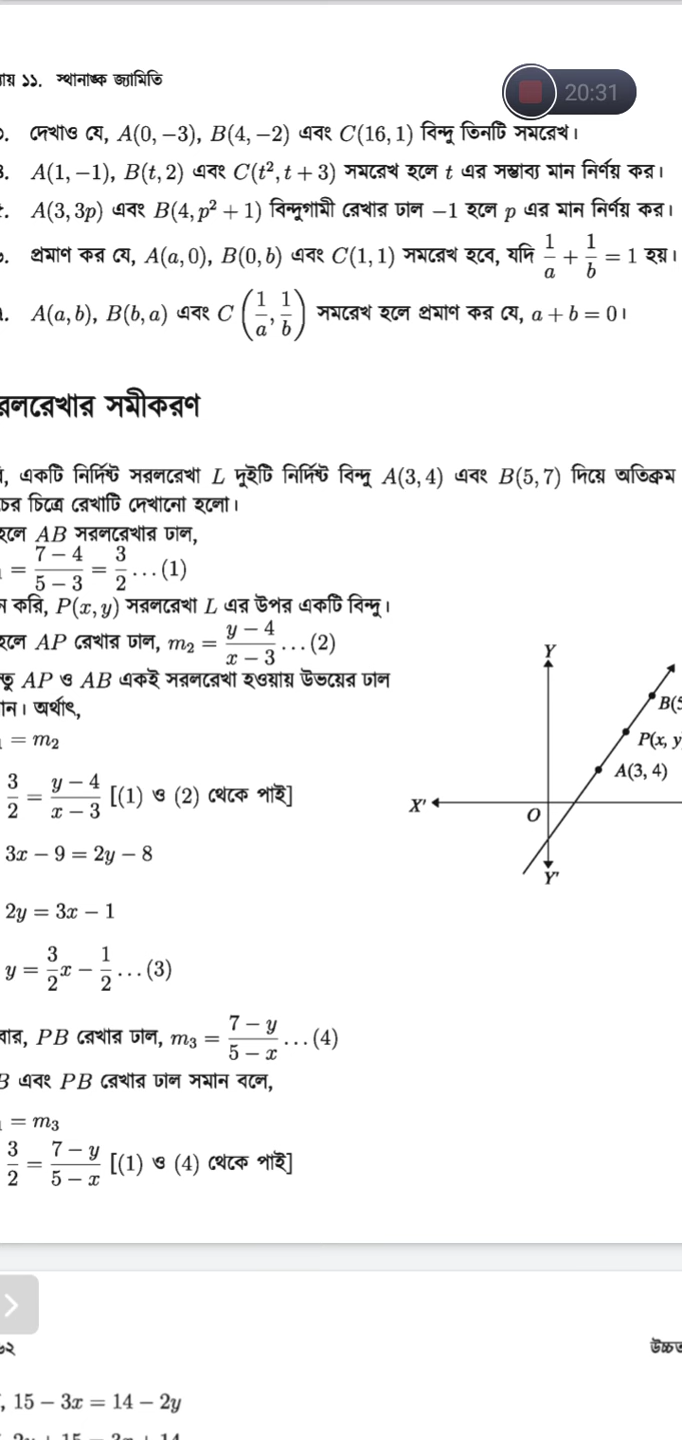 ১১. স্থানাঙ্ক জ্যামিতি
20:31
দেখাও যে, A(0, −3), B(4, −2) এবং C(16, 1) বিন্দু তিনটি সমরেখ।
A(1, −1), B(t, 2) এবং C(t², t + 3) সমরেখ হলে t এর সম্ভাব্য মান নির্ণয় কর।
A(3, 3p) এবং B(4, p² + 1) বিন্দুগামী রেখার ঢাল −1 হলে p এর মান নির্ণয় কর।
প্রমাণ কর যে, A(a, 0), B(0, b) এবং C(1, 1) সমরেখ হবে, যদি 1/a + 1/b = 1 হয়।
A(a, b), B(b, a) এবং C (1/a, 1/b) সমরেখ হলে প্রমাণ কর যে, a + b = 0।
রলরেখার সমীকরণ
, একটি নির্দিষ্ট সরলরেখা L দুইটি নির্দিষ্ট বিন্দু A(3, 4) এবং B(5, 7) দিয়ে অতিক্রম
চের চিত্রে রেখাটি দেখানো হলো।
হলে AB সরলরেখার ঢাল,
= (7 − 4)/(5 − 3) = 3/2 ... (1)
ন করি, P(x, y) সরলরেখা L এর উপর একটি বিন্দু।
হলে AP রেখার ঢাল, m₂ = (y − 4)/(x − 3) ... (2)
AP ও AB একই সরলরেখা হওয়ায় উভয়ের ঢাল
ান। অর্থাৎ,
= m₂
3/2 = (y − 4)/(x − 3) [(1) ও (2) থেকে পাই]
3x − 9 = 2y − 8
2y = 3x − 1
y = 3/2 x − 1/2 ... (3)
বার, PB রেখার ঢাল, m₃ = (7 − y)/(5 − x) ... (4)
B এবং PB রেখার ঢাল সমান বলে,
= m₃
3/2 = (7 − y)/(5 − x) [(1) ও (4) থেকে পাই]
Y
B(5
P(x, y
A(3, 4)
X′
O
Y′
৬২
উচ্চত
, 15 − 3x = 14 − 2y